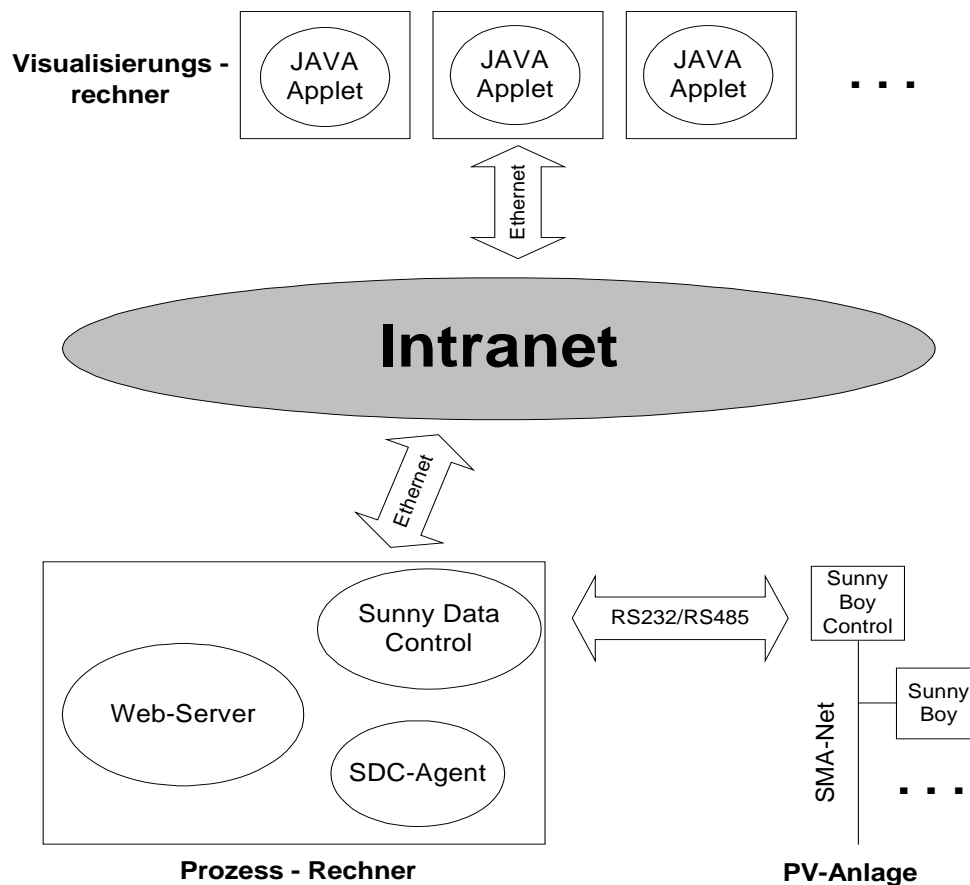 Visualisierungs -
rechner
JAVA
Applet
JAVA
Applet
JAVA
Applet
. . .
Ethernet
Intranet
Ethernet
Sunny Data
Control
Web-Server
SDC-Agent
Prozess - Rechner
RS232/RS485
Sunny
Boy
Control
Sunny
Boy
SMA-Net
. . .
PV-Anlage